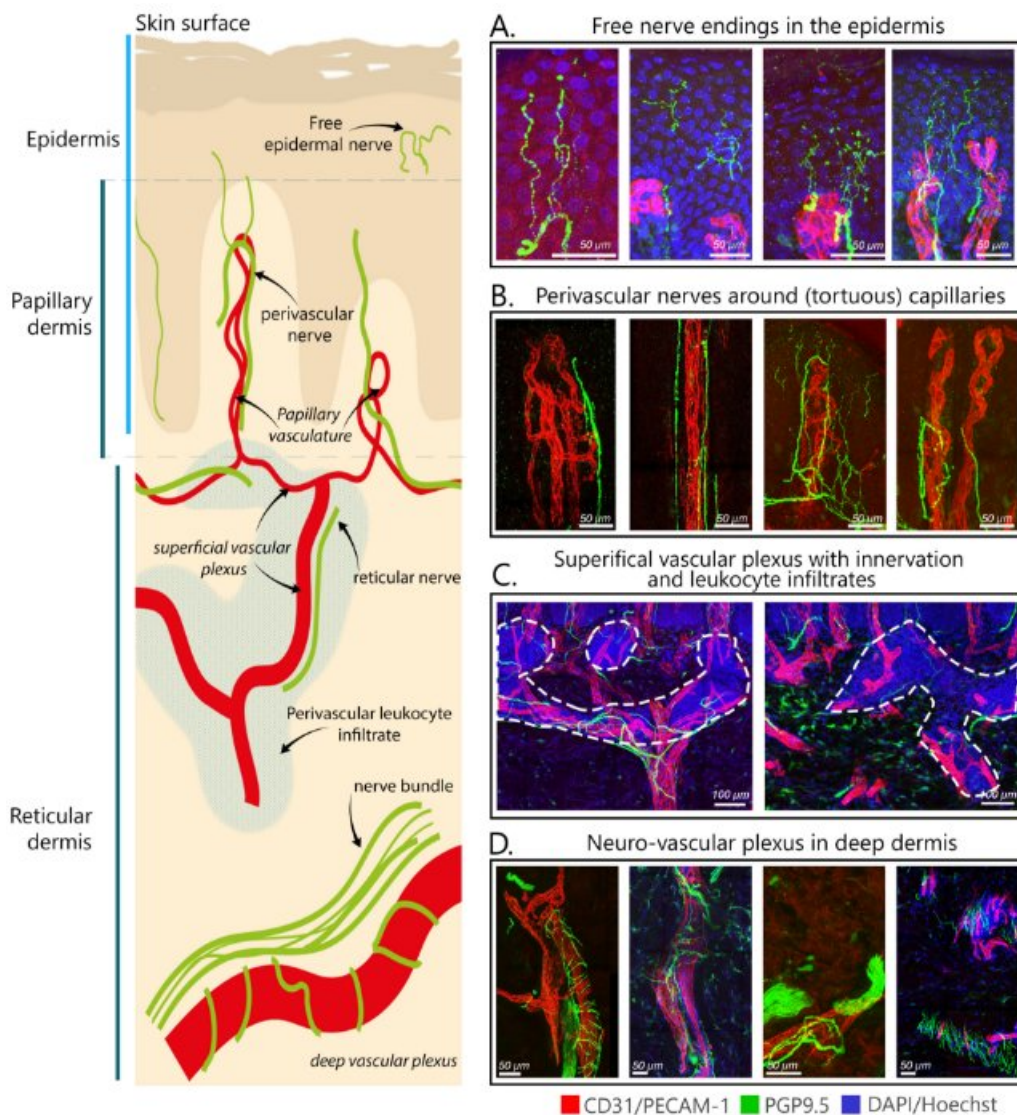 Skin surface
Epidermis
Free
epidermal nerve
Papillary
dermis
perivascular
nerve
Papillary
vasculature
superficial vascular
plexus
reticular nerve
Perivascular leukocyte
infiltrate
nerve bundle
Reticular
dermis
deep vascular plexus
A. Free nerve endings in the epidermis
50 µm
50 µm
50 µm
50 µm
B. Perivascular nerves around (tortuous) capillaries
50 µm
50 µm
50 µm
50 µm
C. Superifical vascular plexus with innervation
and leukocyte infiltrates
100 µm
100 µm
D. Neuro-vascular plexus in deep dermis
50 µm
50 µm
50 µm
50 µm
CD31/PECAM-1 PGP9.5 DAPI/Hoechst